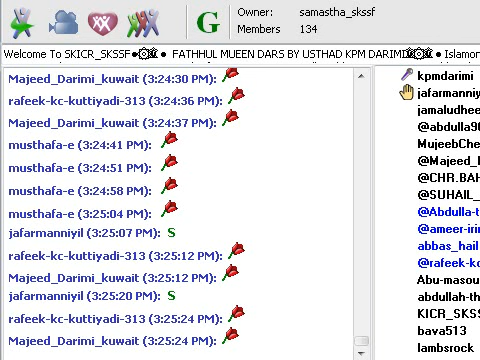 G Owner: samastha_skssf
Members 134
Welcome To SKICR_SKSSF FATHHUL MUEEN DARS BY USTHAD KPM DARIMI Islamon
Majeed_Darimi_kuwait (3:24:30 PM):
rafeek-kc-kuttiyadi-313 (3:24:36 PM):
Majeed_Darimi_kuwait (3:24:37 PM):
musthafa-e (3:24:41 PM):
musthafa-e (3:24:51 PM):
musthafa-e (3:24:58 PM):
musthafa-e (3:25:04 PM):
jafarmanniyil (3:25:07 PM): S
rafeek-kc-kuttiyadi-313 (3:25:12 PM):
Majeed_Darimi_kuwait (3:25:12 PM):
jafarmanniyil (3:25:20 PM): S
rafeek-kc-kuttiyadi-313 (3:25:24 PM):
Majeed_Darimi_kuwait (3:25:24 PM):
kpmdarimi
jafarmanniy
jamaludhee
@abdulla90
MujeebChe
@Majeed_
@CHR.BAH
@SUHAIL_
@Abdulla-t
@ameer-irin
abbas_hail
@rafeek-kc
Abu-masou
abdullah-th
KICR_SKSS
bava513
lambsrock